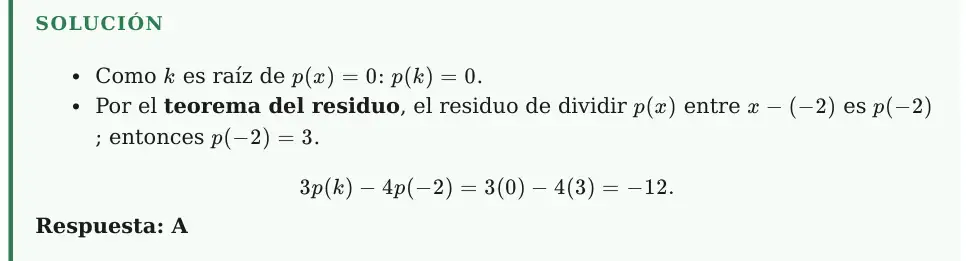 SOLUCIÓN
• Como k es raíz de p(x) = 0: p(k) = 0.
• Por el teorema del residuo, el residuo de dividir p(x) entre x − (−2) es p(−2)
; entonces p(−2) = 3.
3p(k) − 4p(−2) = 3(0) − 4(3) = −12.
Respuesta: A